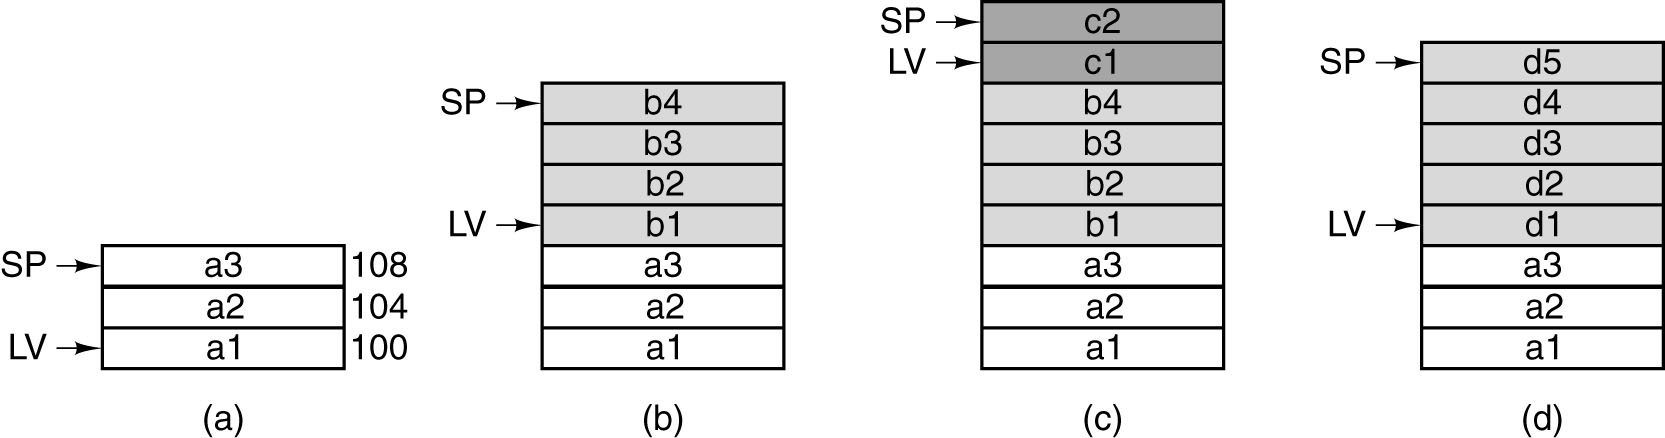 SP c2
LV c1
b4
b3
b2
b1
a3
a2
a1
(c)
SP d5
d4
d3
d2
LV d1
a3
a2
a1
(d)
SP b4
b3
b2
LV b1
a3
a2
a1
(b)
SP a3 108
a2 104
LV a1 100
(a)